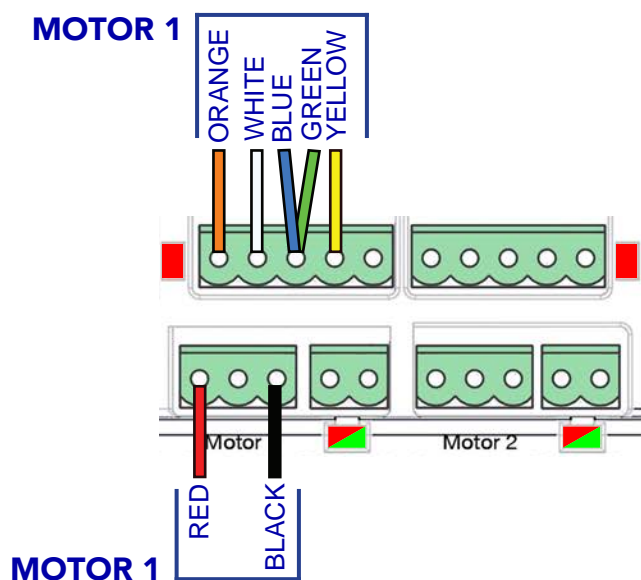 MOTOR 1
ORANGE
WHITE
BLUE
GREEN
YELLOW
Motor
Motor 2
RED
BLACK
MOTOR 1